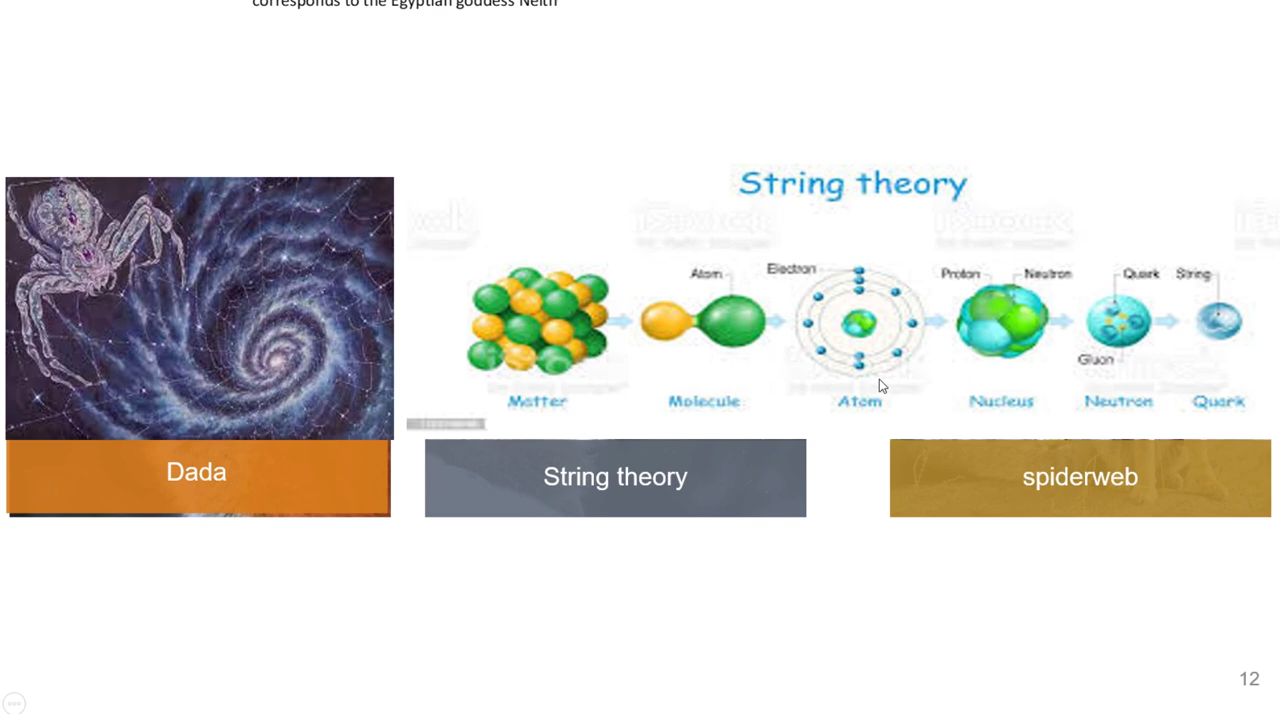 corresponds to the Egyptian goddess Neith
String theory
Atom
Electron
Proton
Neutron
Quark
String
Gluon
Matter
Molecule
Atom
Nucleus
Neutron
Quark
Dada
String theory
spiderweb
12